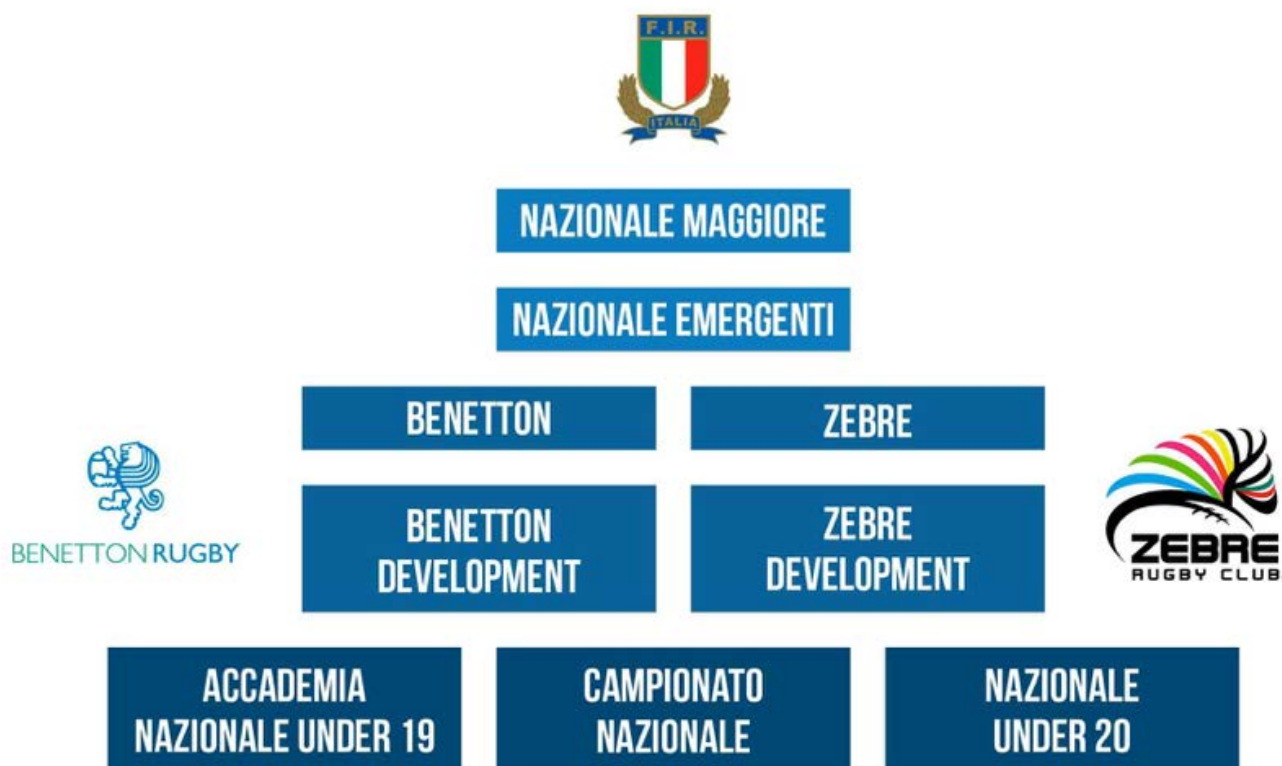 F.I.R.
ITALIA
NAZIONALE MAGGIORE
NAZIONALE EMERGENTI
BENETTON
ZEBRE
BENETTON RUGBY
BENETTON
DEVELOPMENT
ZEBRE
DEVELOPMENT
ZEBRE
RUGBY CLUB
ACCADEMIA
NAZIONALE UNDER 19
CAMPIONATO
NAZIONALE
NAZIONALE
UNDER 20